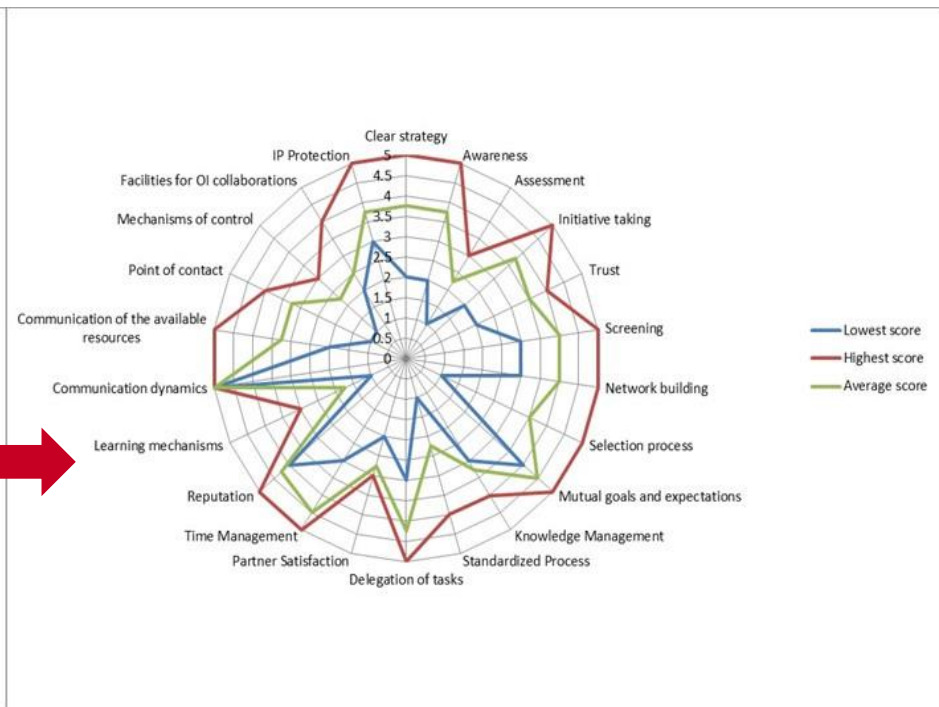 Clear strategy
Awareness
Assessment
Initiative taking
Trust
Screening
Network building
Selection process
Mutual goals and expectations
Knowledge Management
Standardized Process
Delegation of tasks
Partner Satisfaction
Time Management
Reputation
Learning mechanisms
Communication dynamics
Communication of the available
resources
Point of contact
Mechanisms of control
Facilities for OI collaborations
IP Protection
5
4.5
4
3.5
3
2.5
2
1.5
1
0.5
0
Lowest score
Highest score
Average score